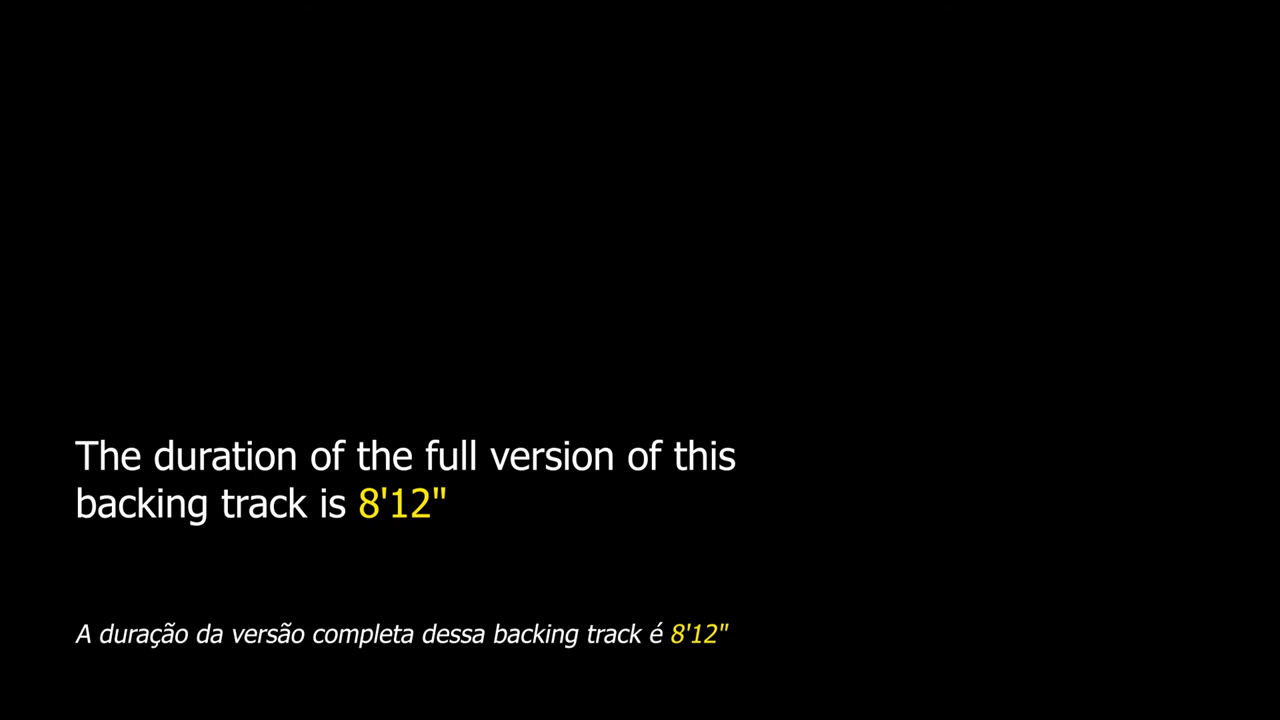 The duration of the full version of this
backing track is 8'12"
A duração da versão completa dessa backing track é 8'12"